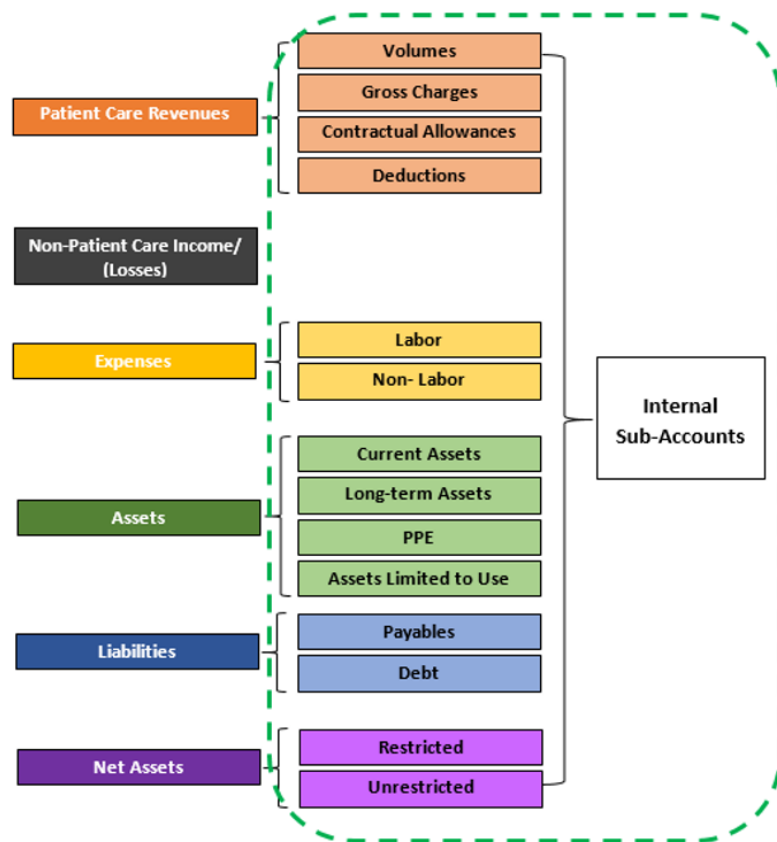 Patient Care Revenues
Volumes
Gross Charges
Contractual Allowances
Deductions
Non-Patient Care Income/
(Losses)
Expenses
Labor
Non- Labor
Assets
Current Assets
Long-term Assets
PPE
Assets Limited to Use
Liabilities
Payables
Debt
Net Assets
Restricted
Unrestricted
Internal
Sub-Accounts